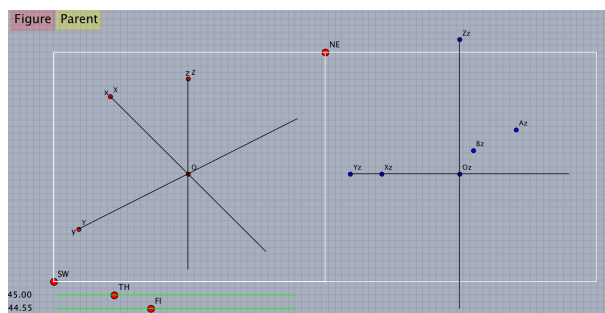 Figure Parent
Zz
NE
z Z
x X
Az
Bz
O
Yz Xz Oz
Y
y
SW
TH
45.00
FI
44.55